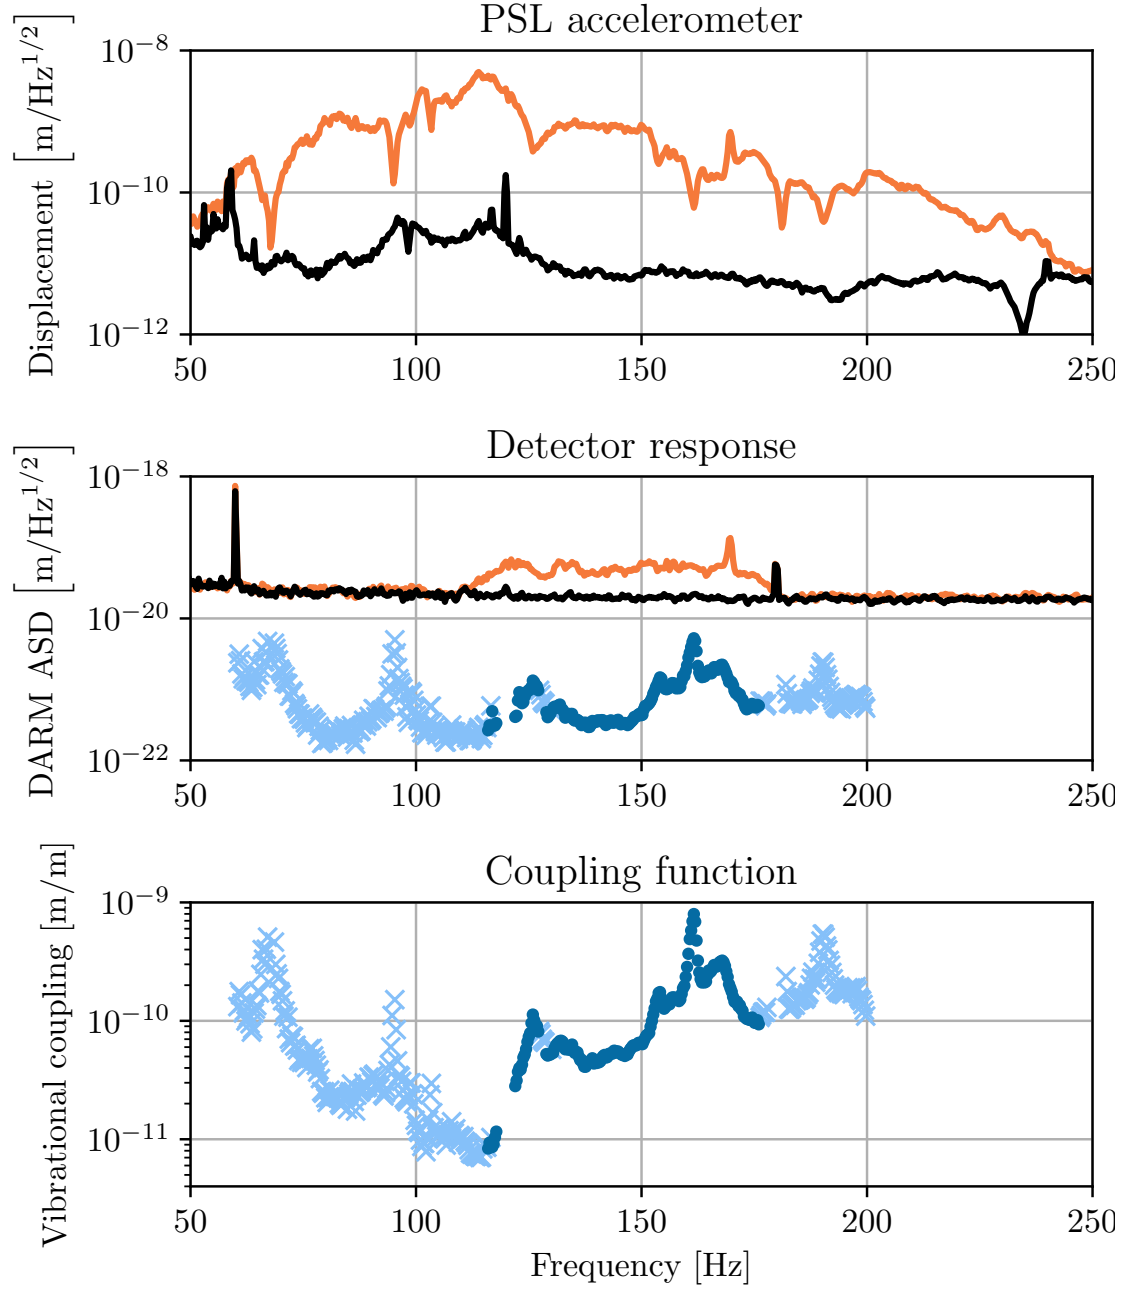 PSL accelerometer
Displacement [m/Hz^{1/2}]
10^{-8}
10^{-10}
10^{-12}
50 100 150 200 250
Detector response
DARM ASD [m/Hz^{1/2}]
10^{-18}
10^{-20}
10^{-22}
50 100 150 200 250
Coupling function
Vibrational coupling [m/m]
10^{-9}
10^{-10}
10^{-11}
50 100 150 200 250
Frequency [Hz]